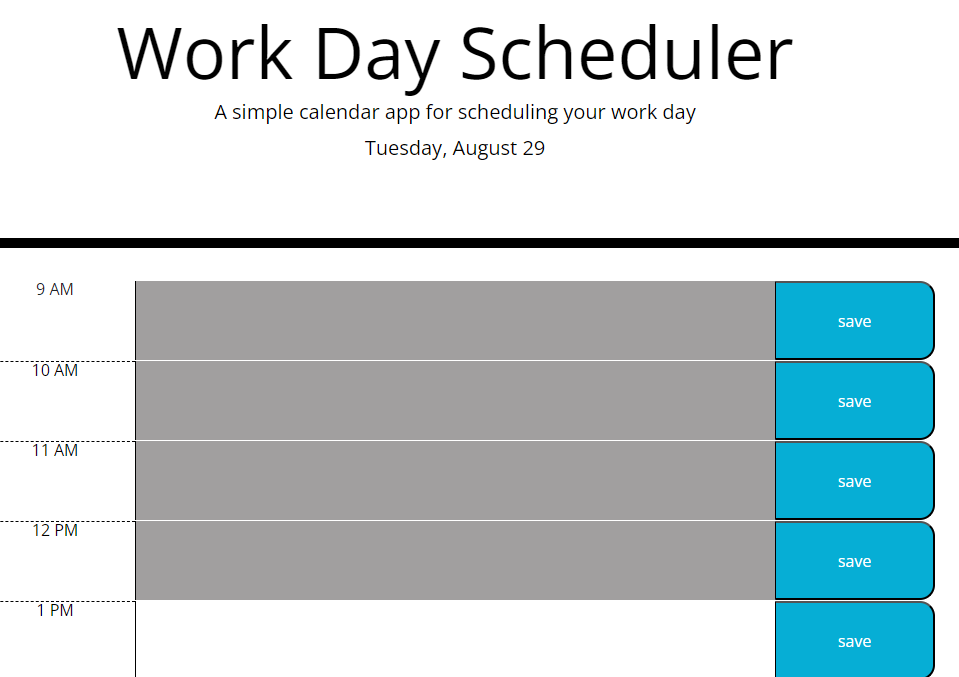 Work Day Scheduler
A simple calendar app for scheduling your work day
Tuesday, August 29
9 AM
save
10 AM
save
11 AM
save
12 PM
save
1 PM
save